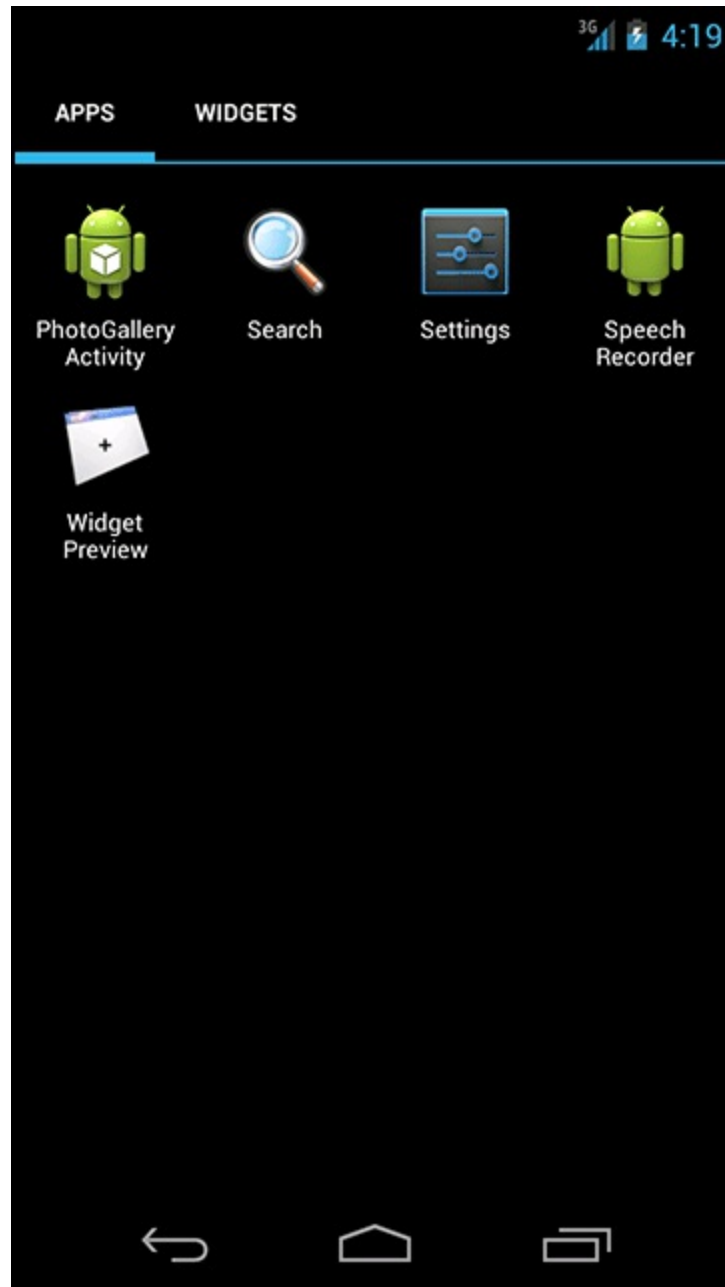 3G 4:19
APPS WIDGETS
PhotoGallery Search Settings Speech
Activity Recorder
Widget
Preview